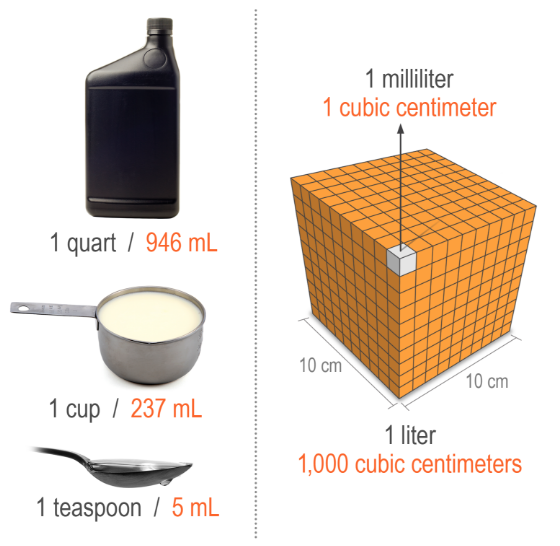 1 quart / 946 mL
1 cup / 237 mL
1 teaspoon / 5 mL
1 milliliter
1 cubic centimeter
10 cm
10 cm
1 liter
1,000 cubic centimeters